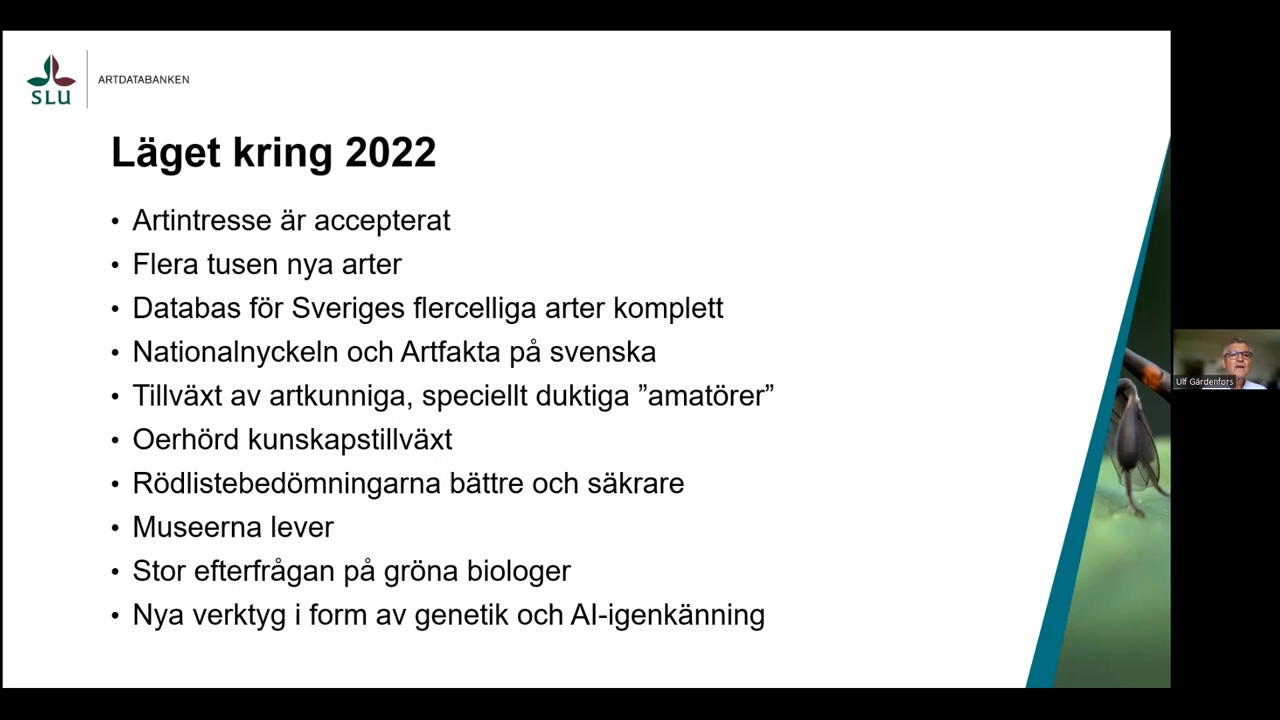 SLU
ARTDATABANKEN
Läget kring 2022
• Artintresse är accepterat
• Flera tusen nya arter
• Databas för Sveriges flercelliga arter komplett
• Nationalnyckeln och Artfakta på svenska
• Tillväxt av artkunniga, speciellt duktiga ”amatörer”
• Oerhörd kunskapstillväxt
• Rödlistebedömningarna bättre och säkrare
• Museerna lever
• Stor efterfrågan på gröna biologer
• Nya verktyg i form av genetik och AI-igenkänning
Ulf Gärdenfors